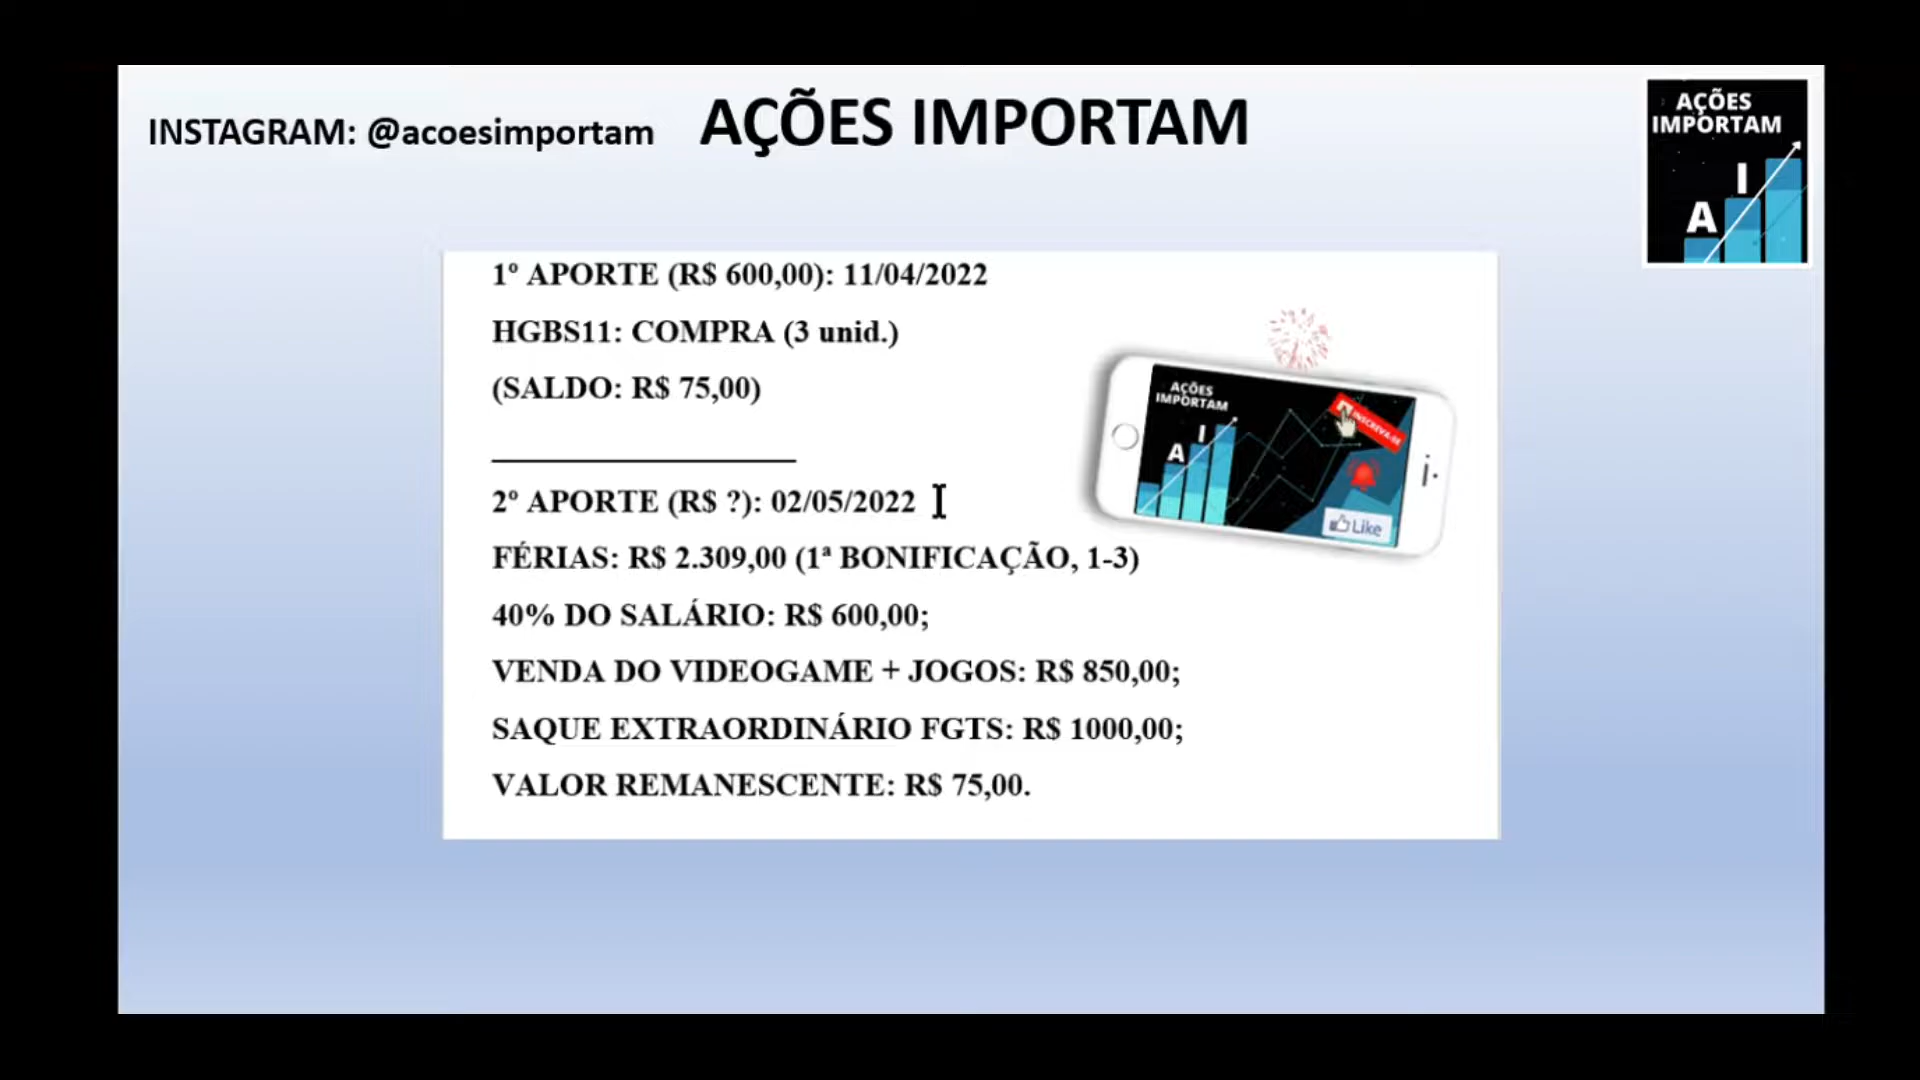 INSTAGRAM: @acoesimportam
AÇÕES IMPORTAM
AÇÕES
IMPORTAM
A
I
1º APORTE (R$ 600,00): 11/04/2022
HGBS11: COMPRA (3 unid.)
(SALDO: R$ 75,00)
2º APORTE (R$ ?): 02/05/2022
FÉRIAS: R$ 2.309,00 (1ª BONIFICAÇÃO, 1-3)
40% DO SALÁRIO: R$ 600,00;
VENDA DO VIDEOGAME + JOGOS: R$ 850,00;
SAQUE EXTRAORDINÁRIO FGTS: R$ 1000,00;
VALOR REMANESCENTE: R$ 75,00.
AÇÕES
IMPORTAM
A
I
INSCREVA-SE
Like